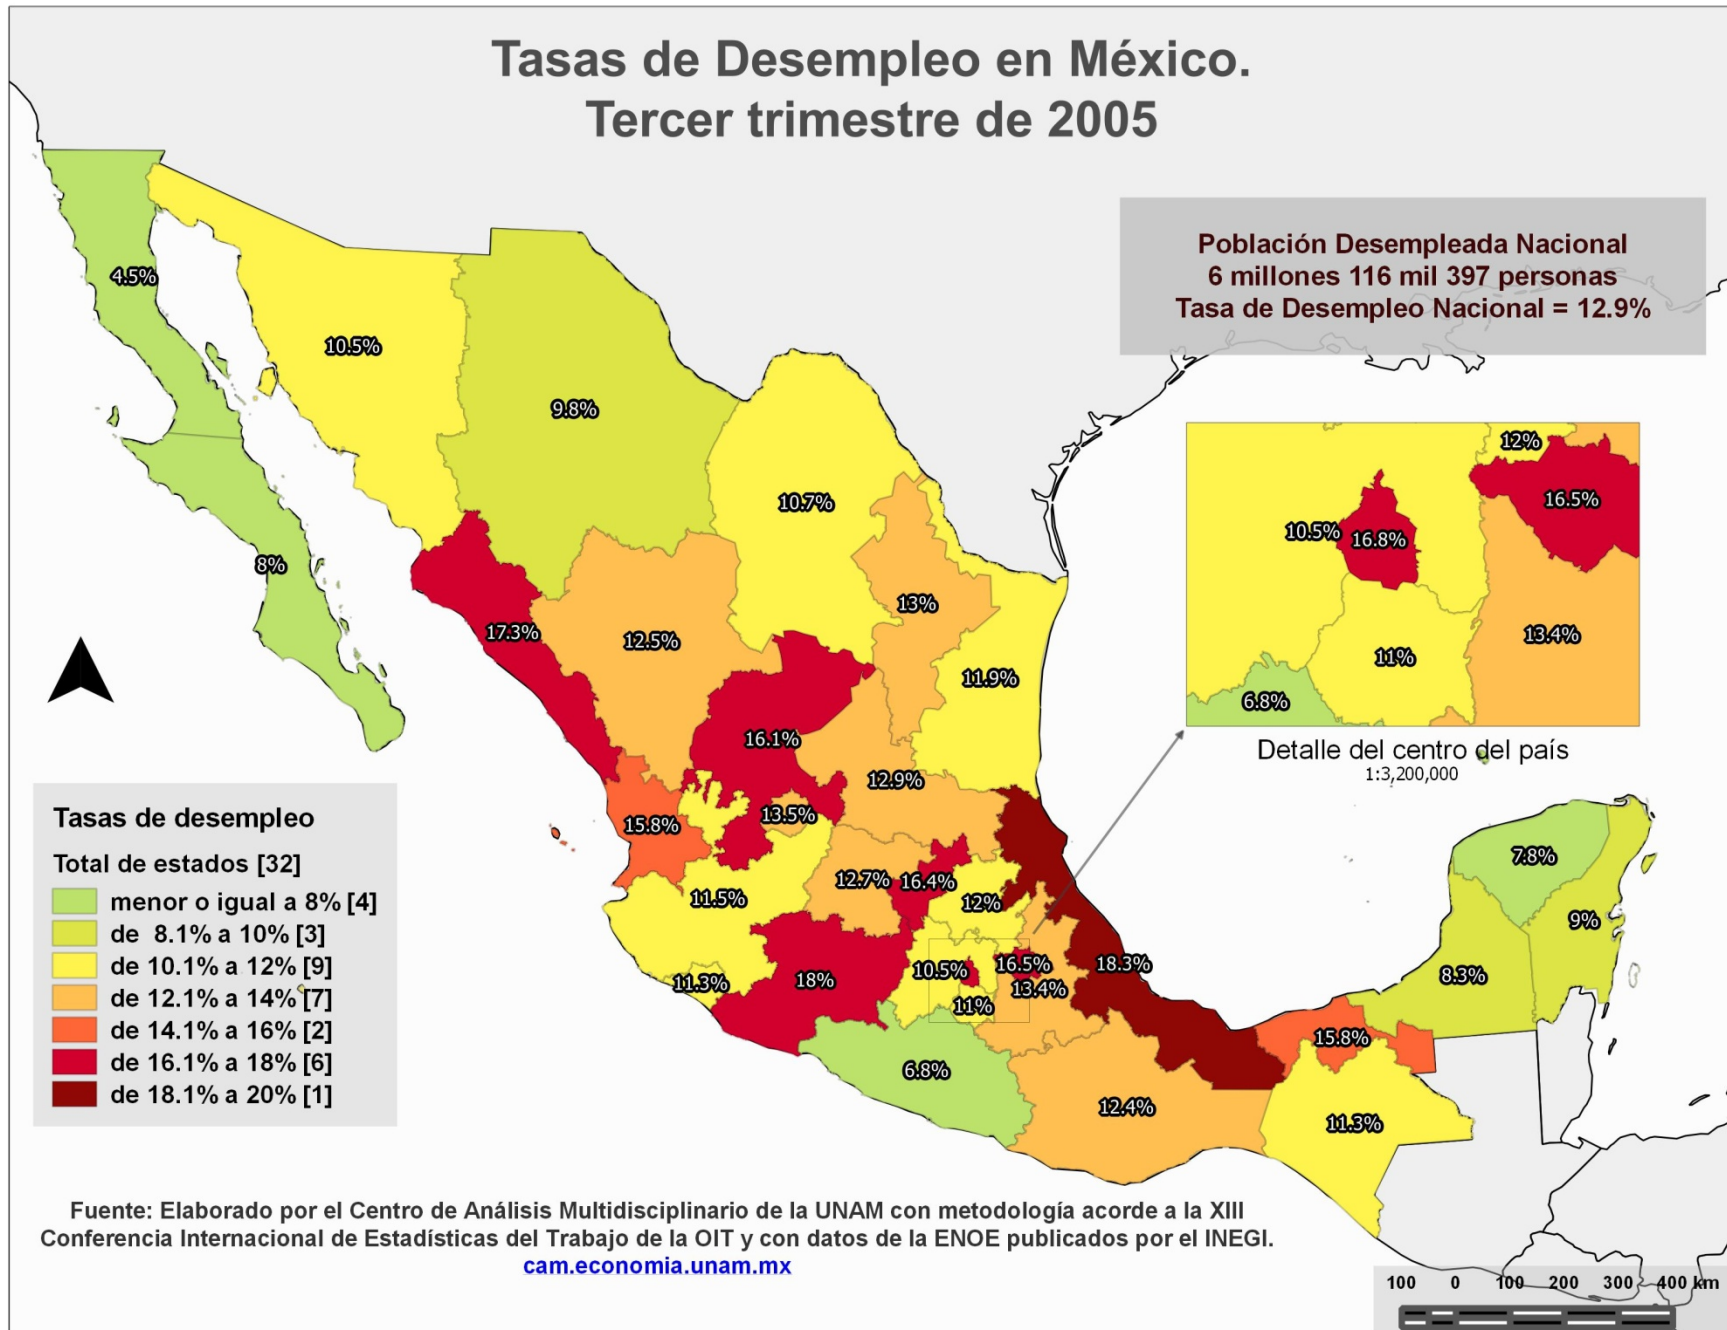 Tasas de Desempleo en México.
Tercer trimestre de 2005
Población Desempleada Nacional
6 millones 116 mil 397 personas
Tasa de Desempleo Nacional = 12.9%
4.5%
10.5%
9.8%
10.7%
8%
17.3%
12.5%
13%
11.9%
16.1%
12.9%
15.8%
13.5%
11.5%
12.7%
16.4%
12%
11.3%
18%
10.5%
16.5%
18.3%
13.4%
11%
6.8%
12.4%
15.8%
11.3%
8.3%
7.8%
9%
12%
16.5%
10.5%
16.8%
13.4%
11%
6.8%
Detalle del centro del país
1:3,200,000
Tasas de desempleo
Total de estados [32]
menor o igual a 8% [4]
de 8.1% a 10% [3]
de 10.1% a 12% [9]
de 12.1% a 14% [7]
de 14.1% a 16% [2]
de 16.1% a 18% [6]
de 18.1% a 20% [1]
Fuente: Elaborado por el Centro de Análisis Multidisciplinario de la UNAM con metodología acorde a la XIII
Conferencia Internacional de Estadísticas del Trabajo de la OIT y con datos de la ENOE publicados por el INEGI.
cam.economia.unam.mx
100 0 100 200 300 400 km